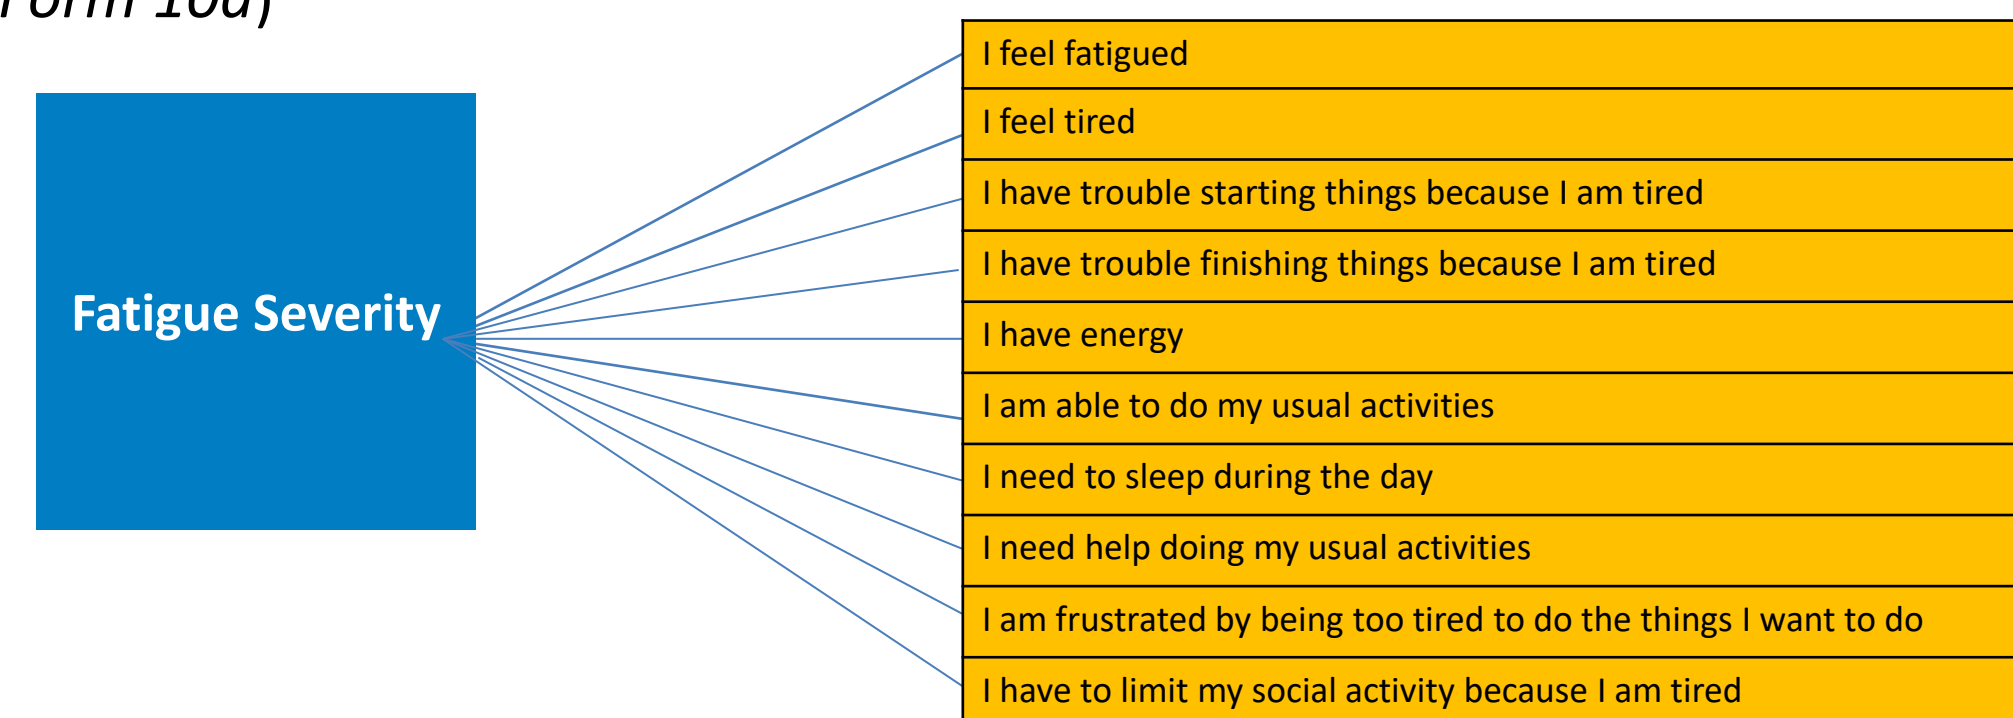 Form 10a)
I feel fatigued
I feel tired
I have trouble starting things because I am tired
I have trouble finishing things because I am tired
Fatigue Severity
I have energy
I am able to do my usual activities
I need to sleep during the day
I need help doing my usual activities
I am frustrated by being too tired to do the things I want to do
I have to limit my social activity because I am tired